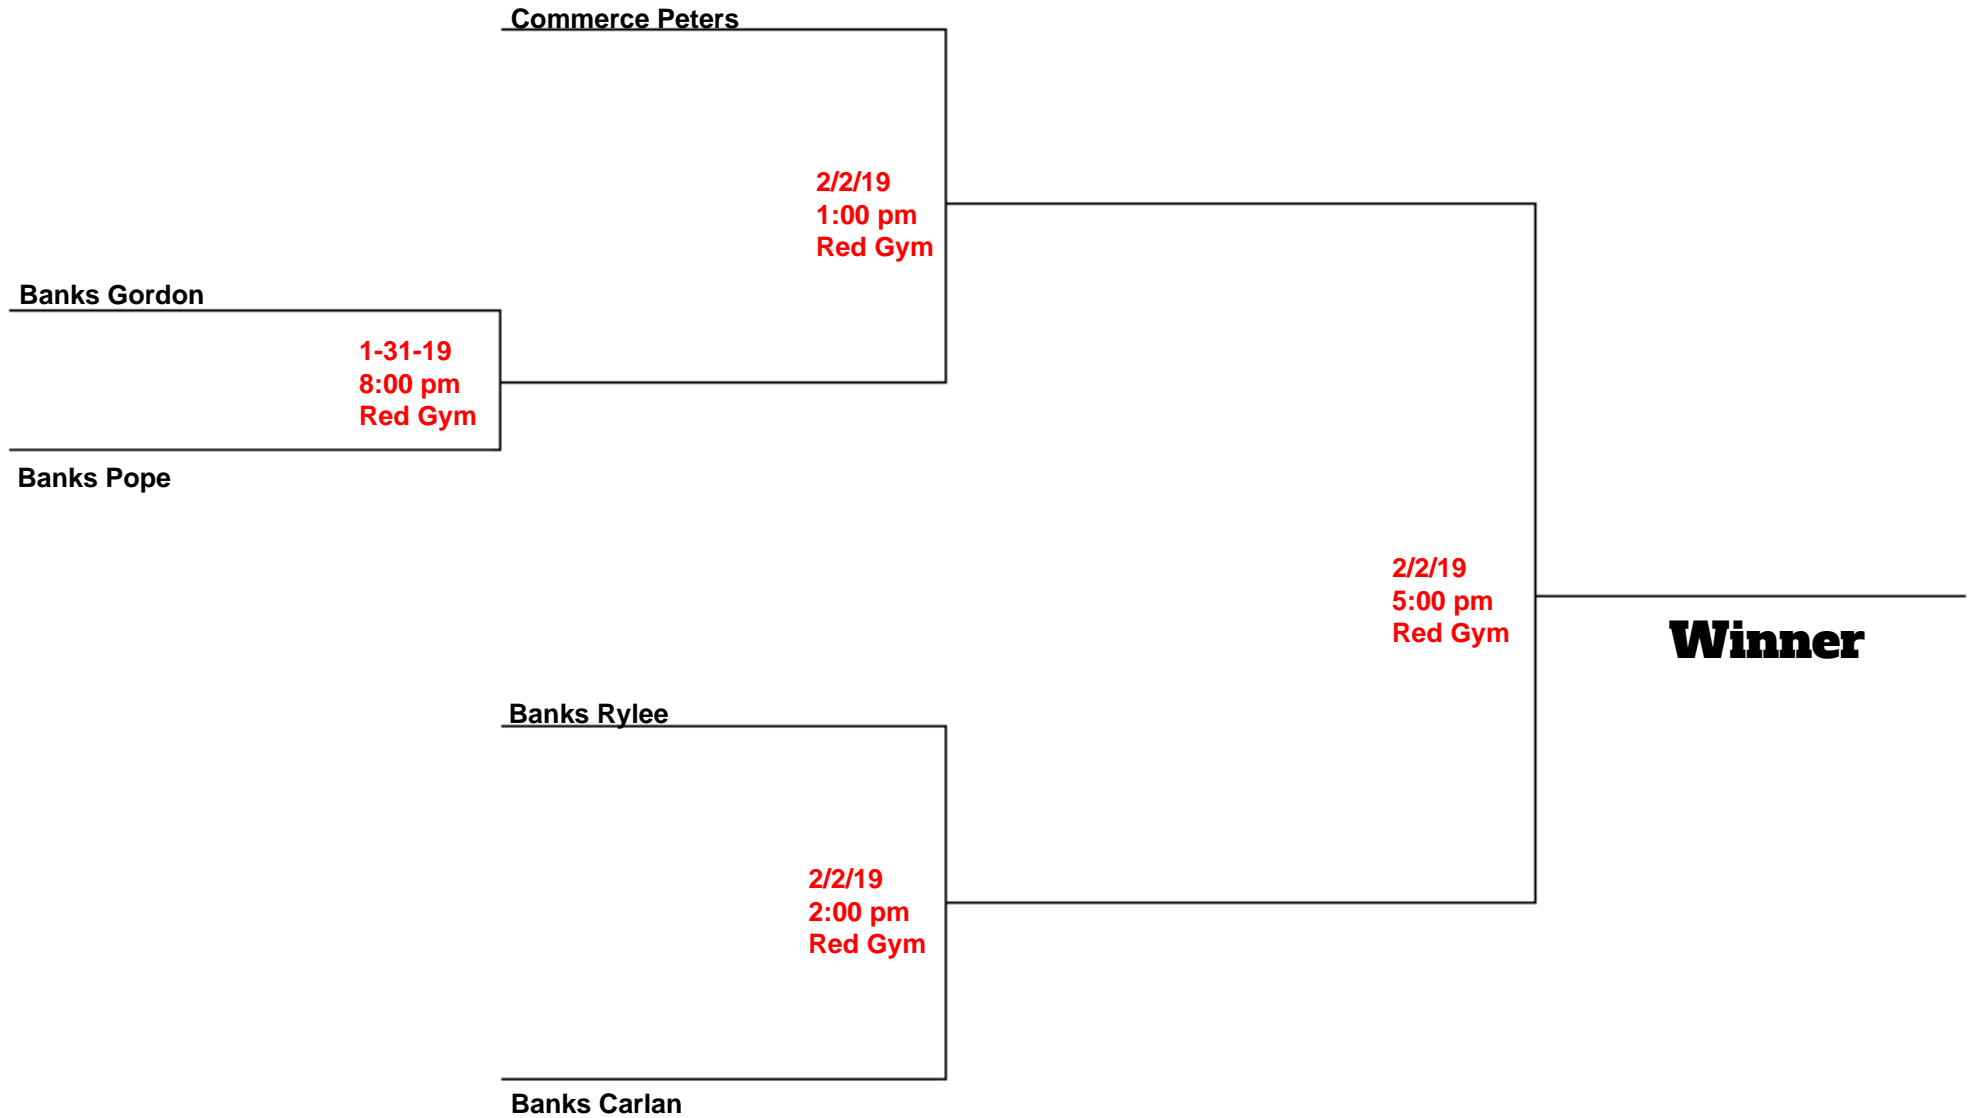 Commerce Peters
2/2/19
1:00 pm
Red Gym
Banks Gordon
1-31-19
8:00 pm
Red Gym
Banks Pope
2/2/19
5:00 pm
Red Gym
Winner
Banks Rylee
2/2/19
2:00 pm
Red Gym
Banks Carlan